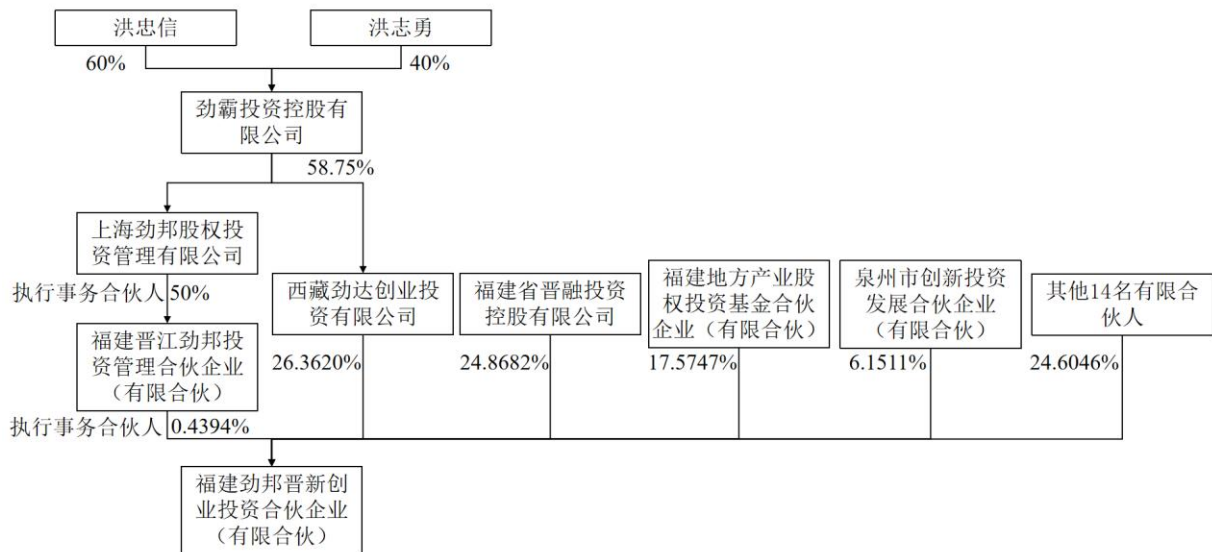 洪忠信
洪志勇
60%
40%
劲霸投资控股有
限公司
58.75%
上海劲邦股权投
资管理有限公司
执行事务合伙人 50%
西藏劲达创业投
资有限公司
福建省晋融投资
控股有限公司
福建地方产业股
权投资基金合伙
企业（有限合伙）
泉州市创新投资
发展合伙企业
（有限合伙）
其他14名有限合
伙人
福建晋江劲邦投
资管理合伙企业
（有限合伙）
26.3620%
24.8682%
17.5747%
6.1511%
24.6046%
执行事务合伙人 0.4394%
福建劲邦晋新创
业投资合伙企业
（有限合伙）